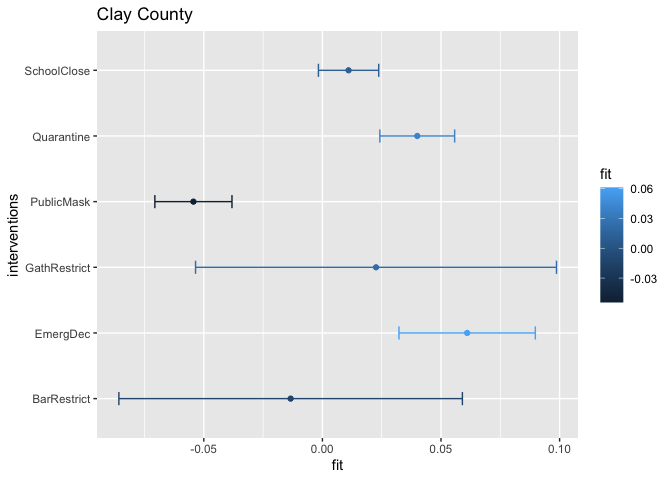 Clay County
interventions
SchoolClose
Quarantine
PublicMask
GathRestrict
EmergDec
BarRestrict
-0.05
0.00
0.05
0.10
fit
fit
0.06
0.03
0.00
-0.03